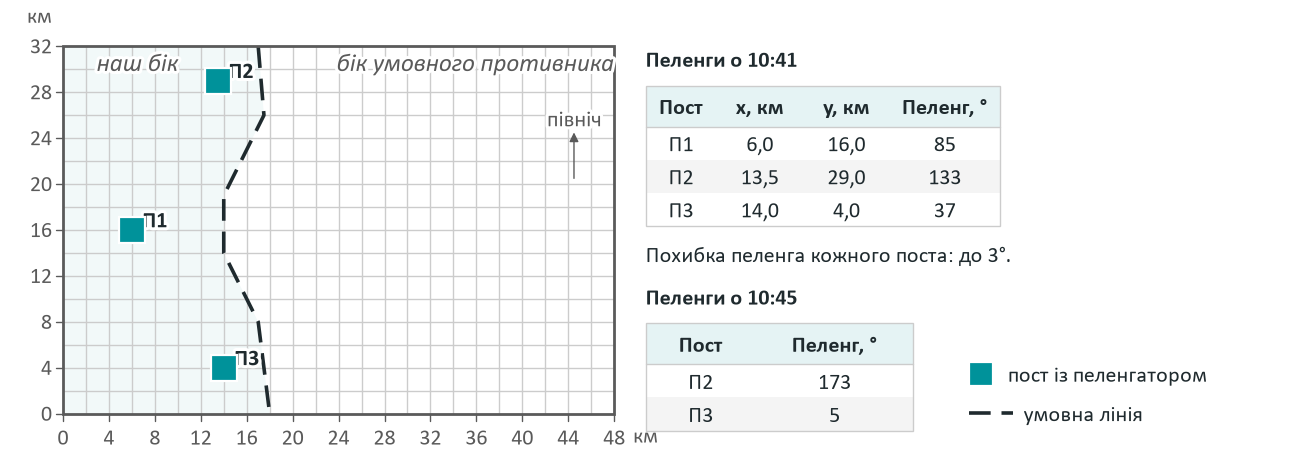 км
32
28
24
20
16
12
8
4
0
0 4 8 12 16 20 24 28 32 36 40 44 48 км
наш бік
бік умовного противника
П2
північ
П1
П3
Пеленги о 10:41
Пост x, км y, км Пеленг, °
П1 6,0 16,0 85
П2 13,5 29,0 133
П3 14,0 4,0 37
Похибка пеленга кожного поста: до 3°.
Пеленги о 10:45
Пост Пеленг, °
П2 173
П3 5
пост із пеленгатором
умовна лінія